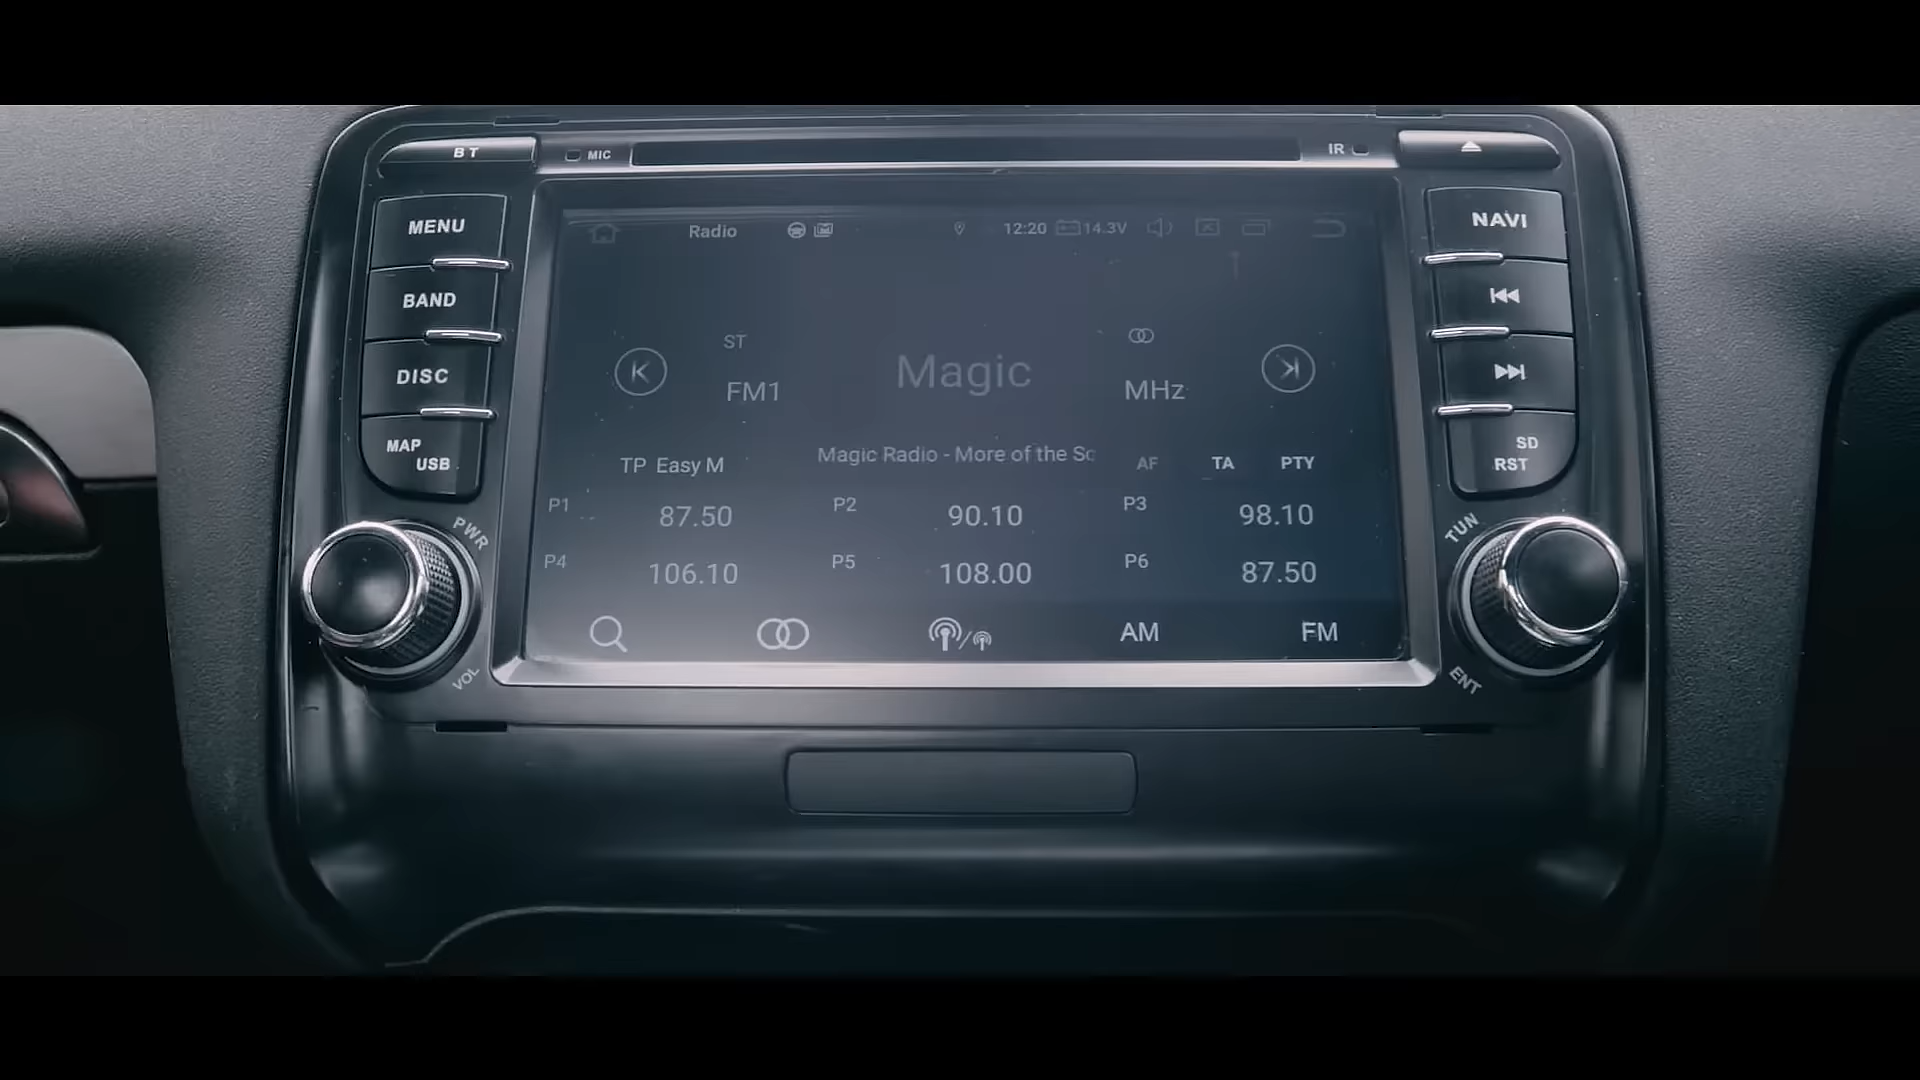 BT MIC IR
MENU
BAND
DISC
MAP
USB
PWR
VOL
Radio 12:20 14.3V
ST
FM1 Magic MHz
TP Easy M Magic Radio - More of the So AF TA PTY
P1 87.50 P2 90.10 P3 98.10
P4 106.10 P5 108.00 P6 87.50
AM FM
NAVI
SD
RST
TUN
ENT